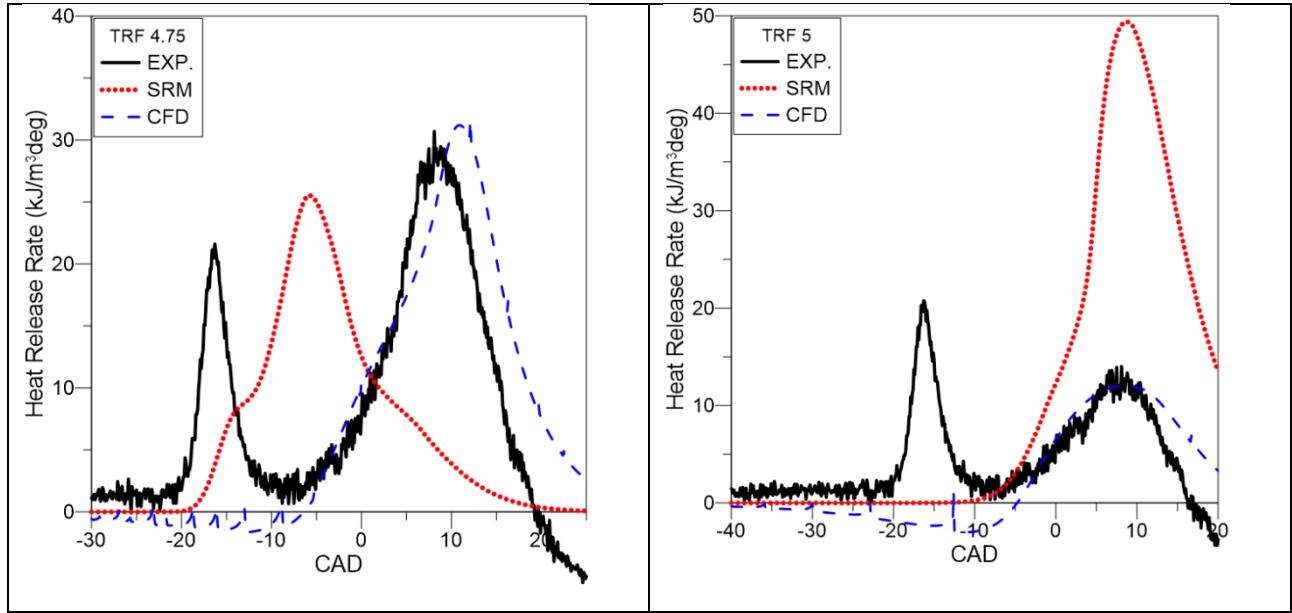 40
TRF 4.75
EXP.
SRM
CFD
30
20
10
0
-30
-20
-10
0
10
20
Heat Release Rate (kJ/m³deg)
CAD
50
TRF 5
EXP.
SRM
CFD
40
30
20
10
0
-40
-30
-20
-10
0
10
20
Heat Release Rate (kJ/m³deg)
CAD